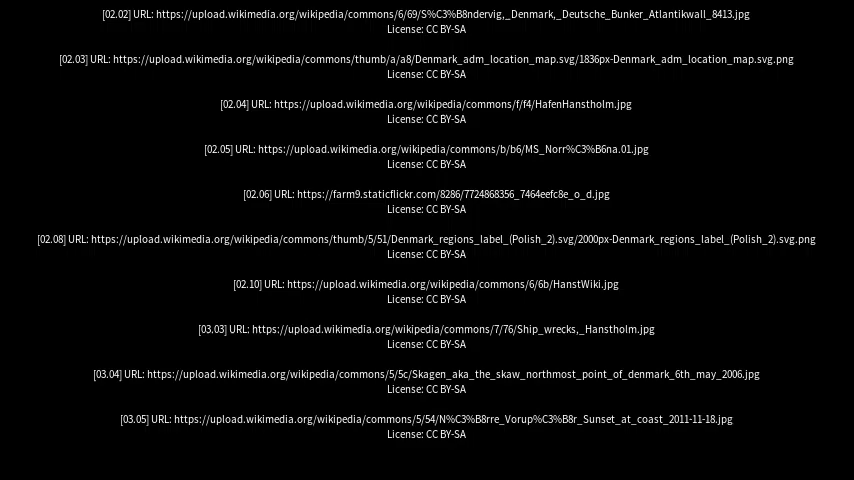 [02.02] URL: https://upload.wikimedia.org/wikipedia/commons/6/69/S%C3%B8ndervig,_Denmark,_Deutsche_Bunker_Atlantikwall_8413.jpg
License: CC BY-SA
[02.03] URL: https://upload.wikimedia.org/wikipedia/commons/thumb/a/a8/Denmark_adm_location_map.svg/1836px-Denmark_adm_location_map.svg.png
License: CC BY-SA
[02.04] URL: https://upload.wikimedia.org/wikipedia/commons/f/f4/HafenHanstholm.jpg
License: CC BY-SA
[02.05] URL: https://upload.wikimedia.org/wikipedia/commons/b/b6/MS_Norr%C3%B6na.01.jpg
License: CC BY-SA
[02.06] URL: https://farm9.staticflickr.com/8286/7724868356_7464eefc8e_o_d.jpg
License: CC BY-SA
[02.08] URL: https://upload.wikimedia.org/wikipedia/commons/thumb/5/51/Denmark_regions_label_(Polish_2).svg/2000px-Denmark_regions_label_(Polish_2).svg.png
License: CC BY-SA
[02.10] URL: https://upload.wikimedia.org/wikipedia/commons/6/6b/HanstWiki.jpg
License: CC BY-SA
[03.03] URL: https://upload.wikimedia.org/wikipedia/commons/7/76/Ship_wrecks,_Hanstholm.jpg
License: CC BY-SA
[03.04] URL: https://upload.wikimedia.org/wikipedia/commons/5/5c/Skagen_aka_the_skaw_northmost_point_of_denmark_6th_may_2006.jpg
License: CC BY-SA
[03.05] URL: https://upload.wikimedia.org/wikipedia/commons/5/54/N%C3%B8rre_Vorup%C3%B8r_Sunset_at_coast_2011-11-18.jpg
License: CC BY-SA